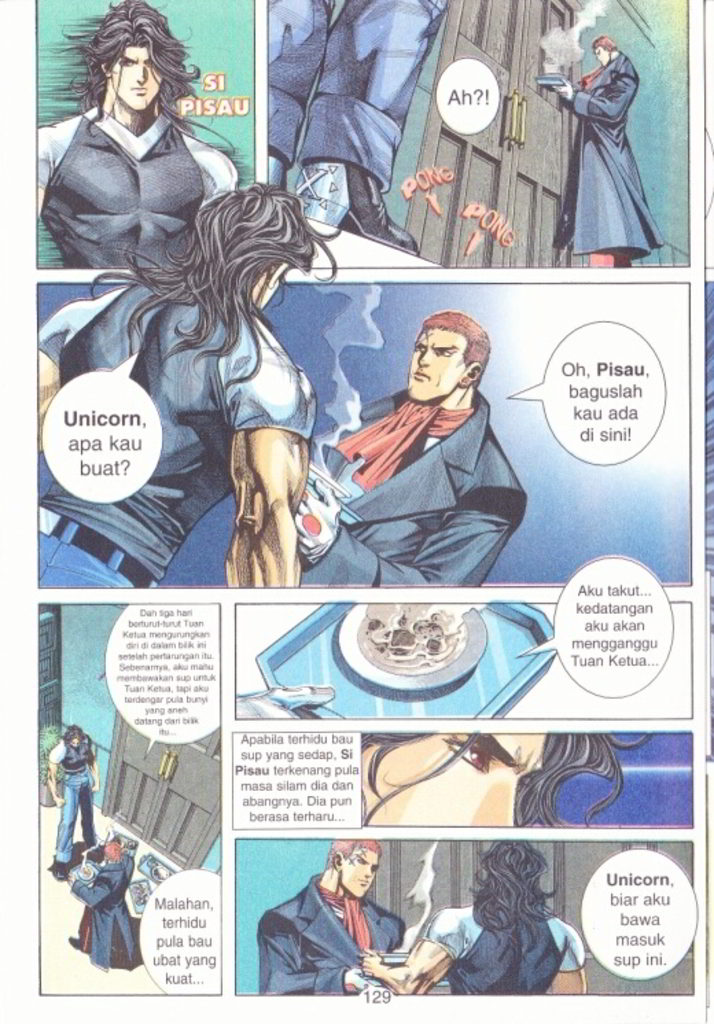 SI
PISAU
Ah?!
PONG
PONG
Unicorn,
apa kau
buat?
Oh, Pisau,
baguslah
kau ada
di sini!
Dah tiga hari
berturut-turut Tuan
Ketua mengurungkan
diri di dalam bilik ini
setelah pertarungan itu.
Sebenarnya, aku mahu
membawakan sup untuk
Tuan Ketua, tapi aku
terdengar pula bunyi
yang aneh
datang dari bilik
itu...
Malahan,
terhidu
pula bau
ubat yang
kuat...
Aku takut...
kedatangan
aku akan
mengganggu
Tuan Ketua...
Apabila terhidu bau
sup yang sedap, Si
Pisau terkenang pula
masa silam dia dan
abangnya. Dia pun
berasa terharu...
Unicorn,
biar aku
bawa
masuk
sup ini.
129